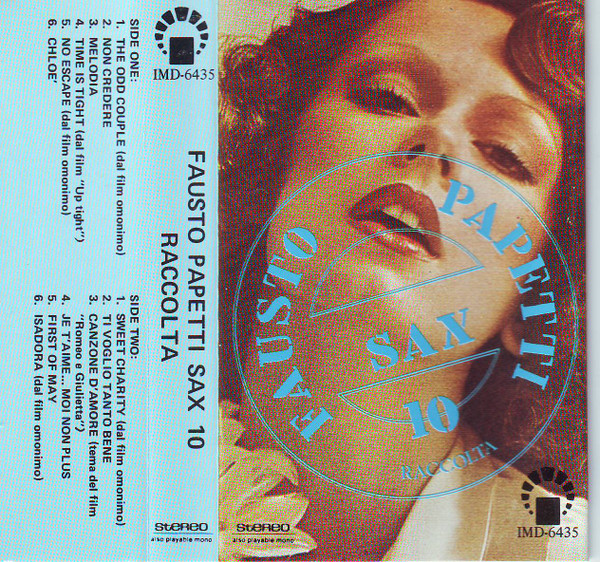 IMD-6435
SIDE ONE:
1. THE ODD COUPLE (dal film omonimo)
2. NON CREDERE
3. MELODIA
4. TIME IS TIGHT (dal film "Up tight")
5. NO ESCAPE (dal film omonimo)
6. CHLOE'
SIDE TWO:
1. SWEET CHARITY (dal film omonimo)
2. TI VOGLIO TANTO BENE
3. CANZONE D'AMORE (tema del film
"Romeo e Giulietta")
4. JE T'AIME... MOI NON PLUS
5. FIRST OF MAY
6. ISADORA (dal film omonimo)
FAUSTO PAPETTI SAX 10
RACCOLTA
STEREO
also playable mono
FAUSTO PAPETTI
SAX
10
RACCOLTA
STEREO
also playable mono
IMD-6435